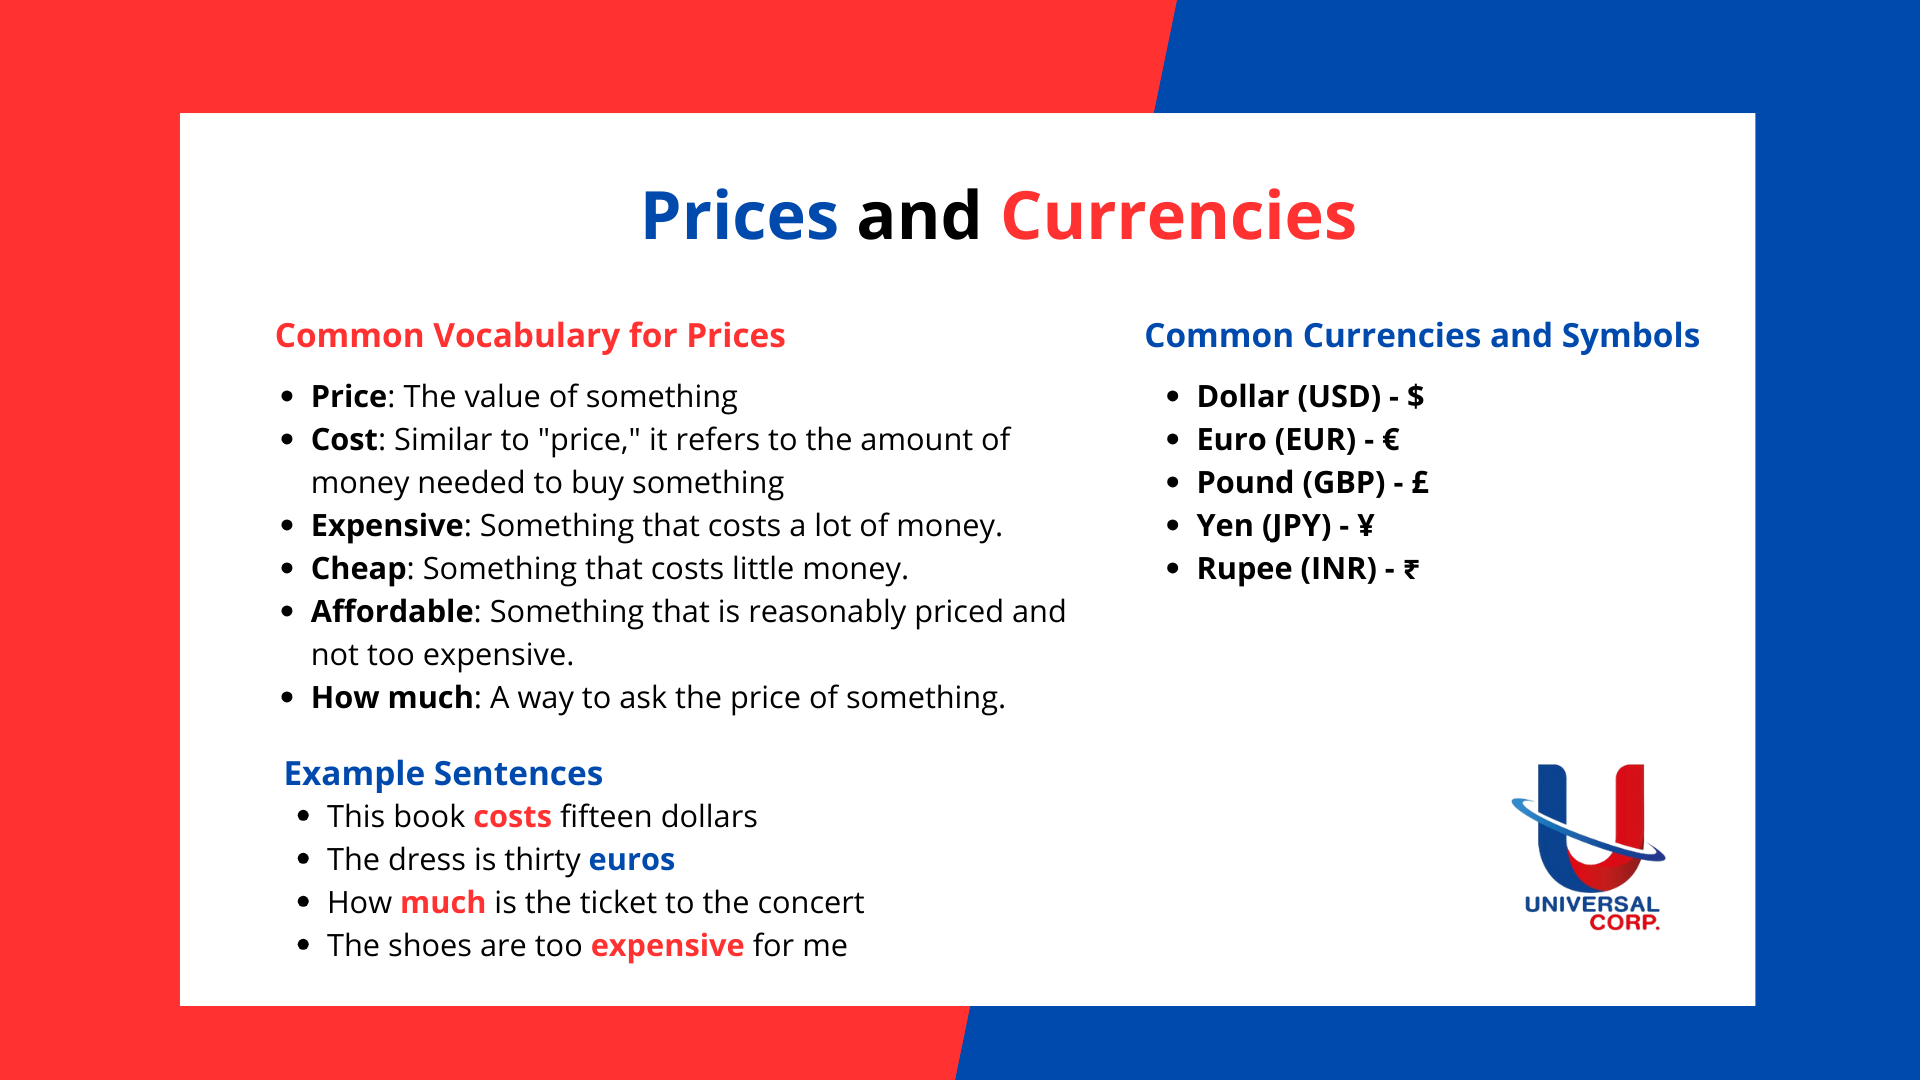 Prices and Currencies
Common Vocabulary for Prices
• Price: The value of something
• Cost: Similar to "price," it refers to the amount of
money needed to buy something
• Expensive: Something that costs a lot of money.
• Cheap: Something that costs little money.
• Affordable: Something that is reasonably priced and
not too expensive.
• How much: A way to ask the price of something.
Example Sentences
• This book costs fifteen dollars
• The dress is thirty euros
• How much is the ticket to the concert
• The shoes are too expensive for me
Common Currencies and Symbols
• Dollar (USD) - $
• Euro (EUR) - €
• Pound (GBP) - £
• Yen (JPY) - ¥
• Rupee (INR) - ₹
UNIVERSAL
CORP.